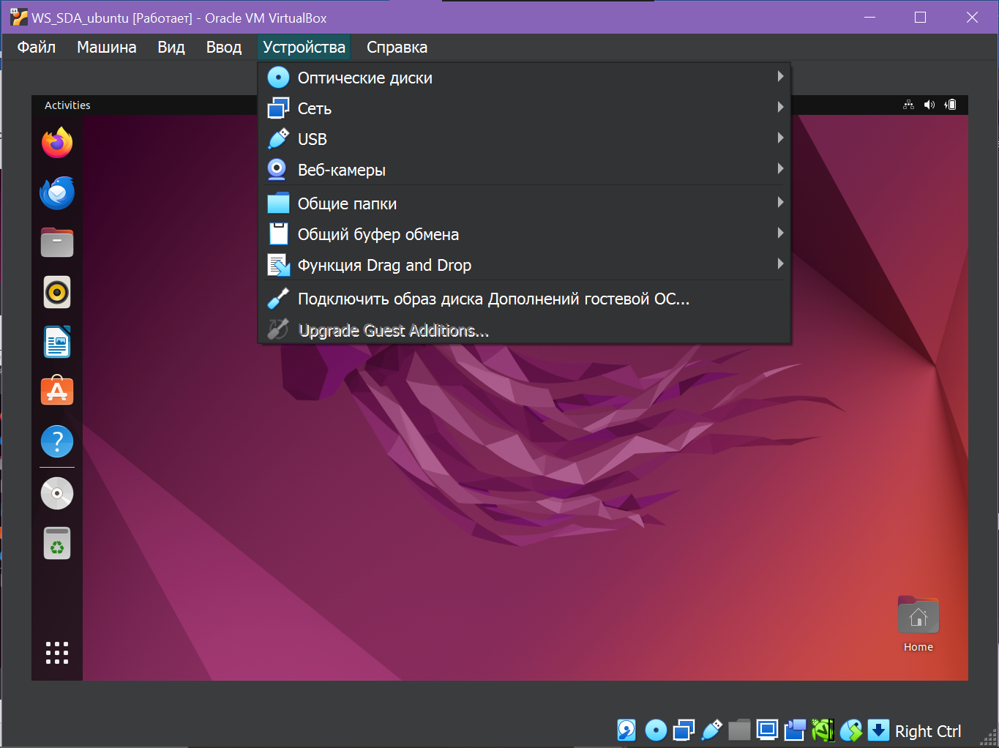 WS_SDA_ubuntu [Работает] - Oracle VM VirtualBox
Файл Машина Вид Ввод Устройства Справка
Оптические диски
Сеть
USB
Веб-камеры
Общие папки
Общий буфер обмена
Функция Drag and Drop
Подключить образ диска Дополнений гостевой ОС...
Upgrade Guest Additions...
Activities
Home
Right Ctrl